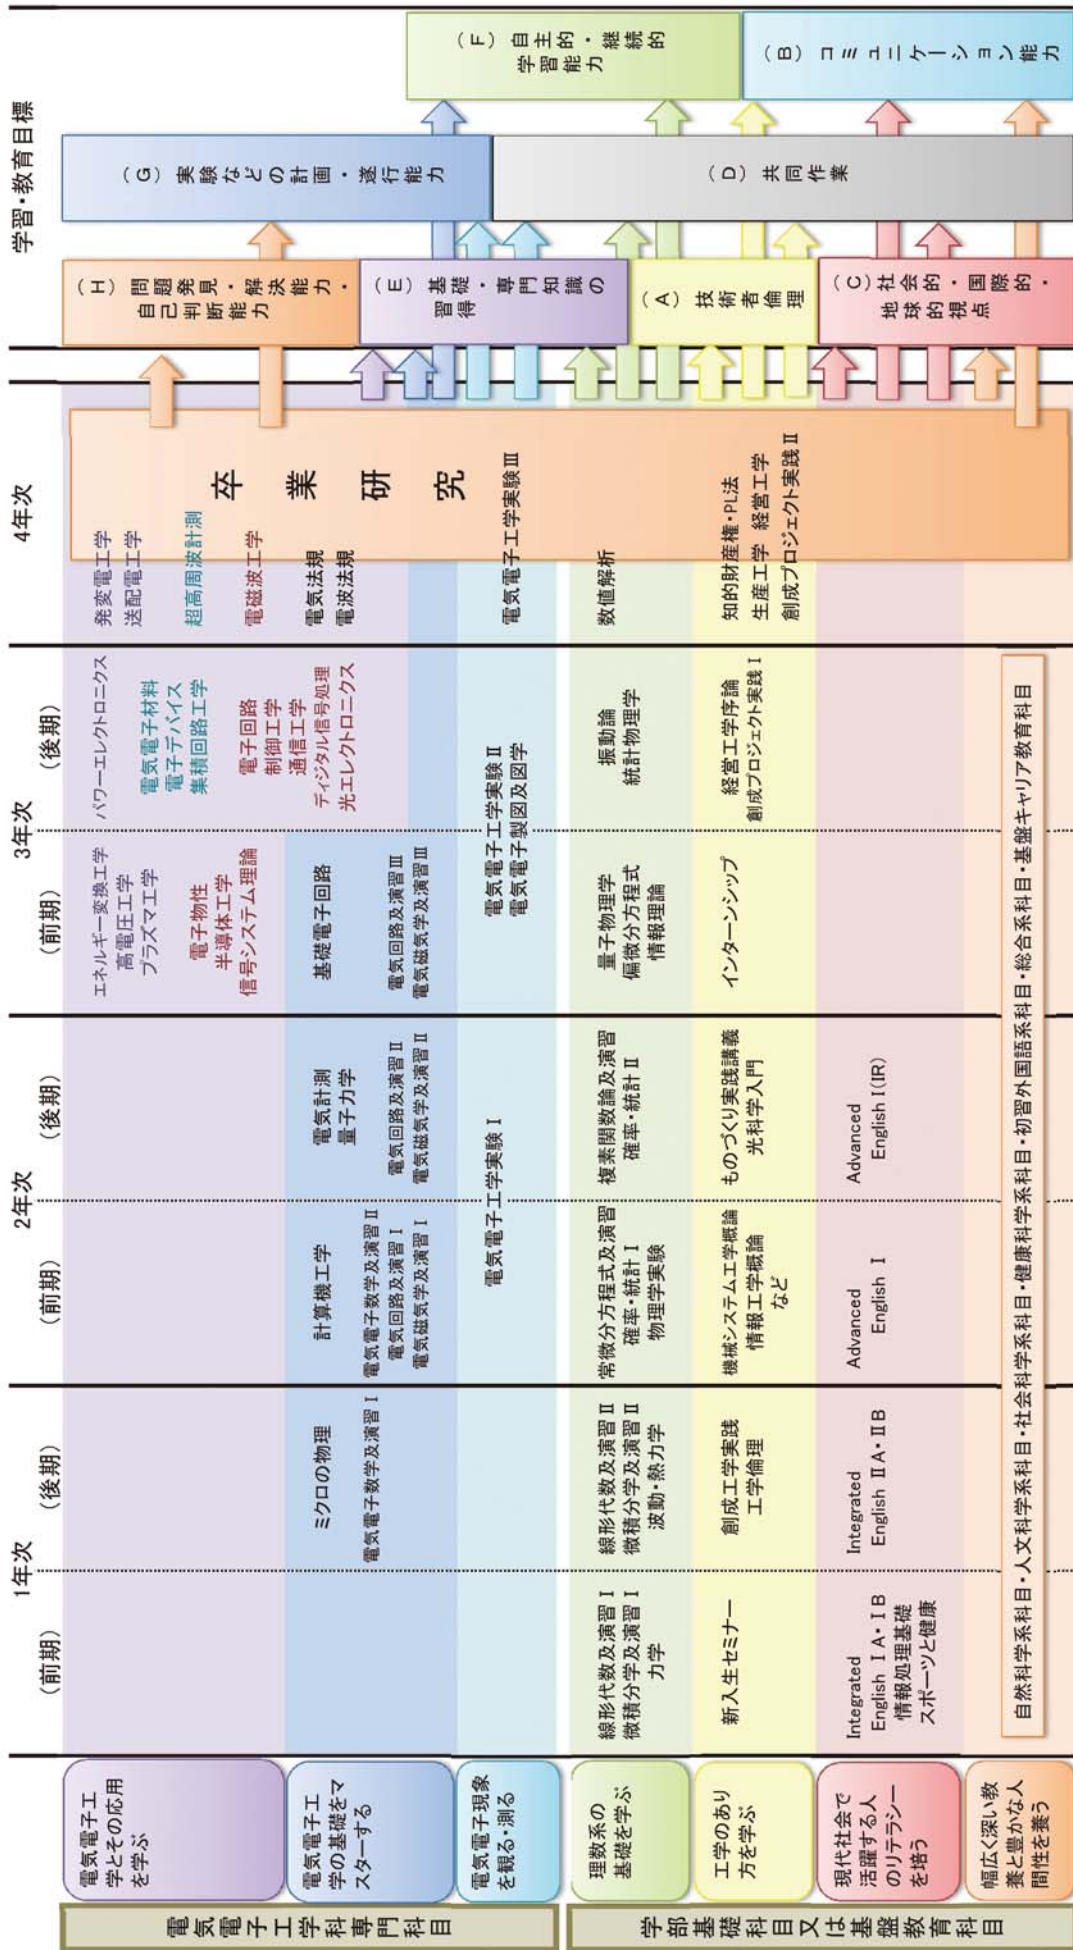 1年次
2年次
3年次
4年次
学習・教育目標
(前期)
(後期)
(前期)
(後期)
(前期)
(後期)
電気電子工学科専門科目
電気電子工
学とその応用
を学ぶ
エネルギー変換工学
高電圧工学
プラズマ工学
電子物性
半導体工学
信号システム理論
パワーエレクトロニクス
電気電子材料
電子デバイス
集積回路工学
電子回路
制御工学
通信工学
ディジタル信号処理
光エレクトロニクス
発変電工学
送配電工学
超高周波計測
電磁波工学
電気法規
電波法規
電気電子工
学の基礎をマ
スターする
ミクロの物理
電気電子数学及演習Ⅰ
計算機工学
電気電子数学及演習Ⅱ
電気回路及演習Ⅰ
電気磁気学及演習Ⅰ
電気計測
量子力学
電気回路及演習Ⅱ
電気磁気学及演習Ⅱ
基礎電子回路
電気回路及演習Ⅲ
電気磁気学及演習Ⅲ
電気電子現象
を観る・測る
電気電子工学実験Ⅰ
電気電子工学実験Ⅱ
電気電子製図及図学
電気電子工学実験Ⅲ
卒業研究
学部基礎科目又は基盤教育科目
理数系の
基礎を学ぶ
線形代数及演習Ⅰ
微積分学及演習Ⅰ
力学
線形代数及演習Ⅱ
微積分学及演習Ⅱ
波動・熱力学
常微分方程式及演習
確率・統計Ⅰ
物理学実験
複素関数論及演習
確率・統計Ⅱ
量子物理学
偏微分方程式
情報理論
振動論
統計物理学
数値解析
工学のあり
方を学ぶ
新入生セミナー
創成工学実践
工学倫理
機械システム工学概論
情報工学概論
など
ものづくり実践講義
光科学入門
インターンシップ
経営工学序論
創成プロジェクト実践Ⅰ
知的財産権・PL法
生産工学 経営工学
創成プロジェクト実践Ⅱ
現代社会で
活躍する人
のリテラシー
を培う
Integrated
English ⅠA・ⅠB
情報処理基礎
スポーツと健康
Integrated
English ⅡA・ⅡB
Advanced
English Ⅰ
Advanced
English Ⅰ(IR)
幅広く深い教
養と豊かな人
間性を養う
自然科学系科目・人文科学系科目・社会科学系科目・健康科学系科目・初習外国語系科目・総合系科目・基盤キャリア教育科目
(H) 問題発見・解決能力・
自己判断能力
(E) 基礎・専門知識の
習得
(A) 技術者倫理
(C)社会的・国際的・
地球的視点
(G) 実験などの計画・遂行能力
(D) 共同作業
(F) 自主的・継続的
学習能力
(B) コミュニケーション能力